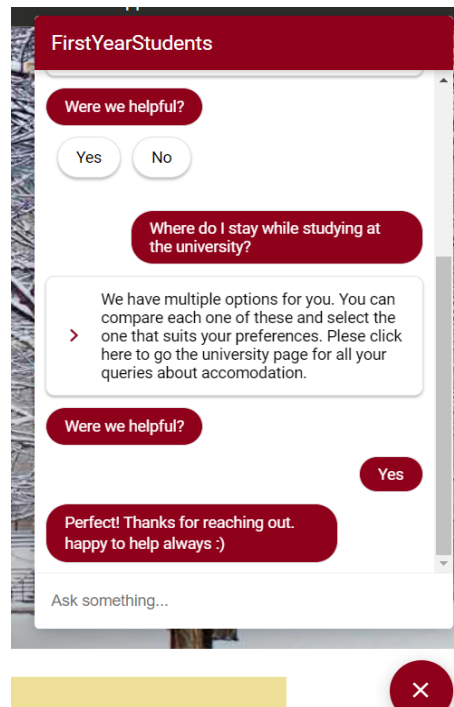 FirstYearStudents
Were we helpful?
Yes
No
Where do I stay while studying at
the university?
We have multiple options for you. You can
compare each one of these and select the
one that suits your preferences. Plese click
here to go the university page for all your
queries about accomodation.
Were we helpful?
Yes
Perfect! Thanks for reaching out.
happy to help always :)
Ask something...